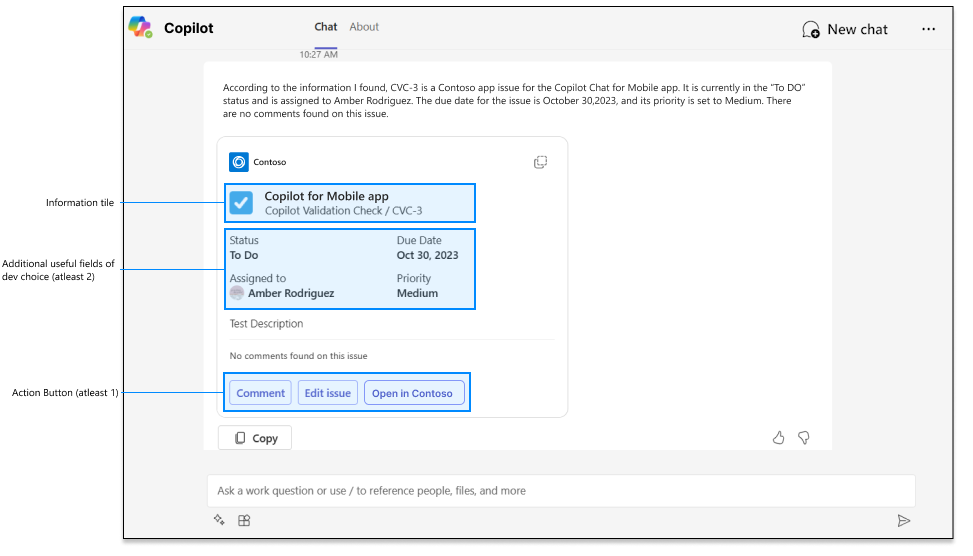 Copilot
Chat About
New chat
10:27 AM
According to the information I found, CVC-3 is a Contoso app issue for the Copilot Chat for Mobile app. It is currently in the "To DO"
status and is assigned to Amber Rodriguez. The due date for the issue is October 30,2023, and its priority is set to Medium. There
are no comments found on this issue.
Contoso
Information tile
Copilot for Mobile app
Copilot Validation Check / CVC-3
Additional useful fields of
dev choice (atleast 2)
Status Due Date
To Do Oct 30, 2023
Assigned to Priority
Amber Rodriguez Medium
Test Description
No comments found on this issue
Action Button (atleast 1)
Comment Edit issue Open in Contoso
Copy
Ask a work question or use / to reference people, files, and more